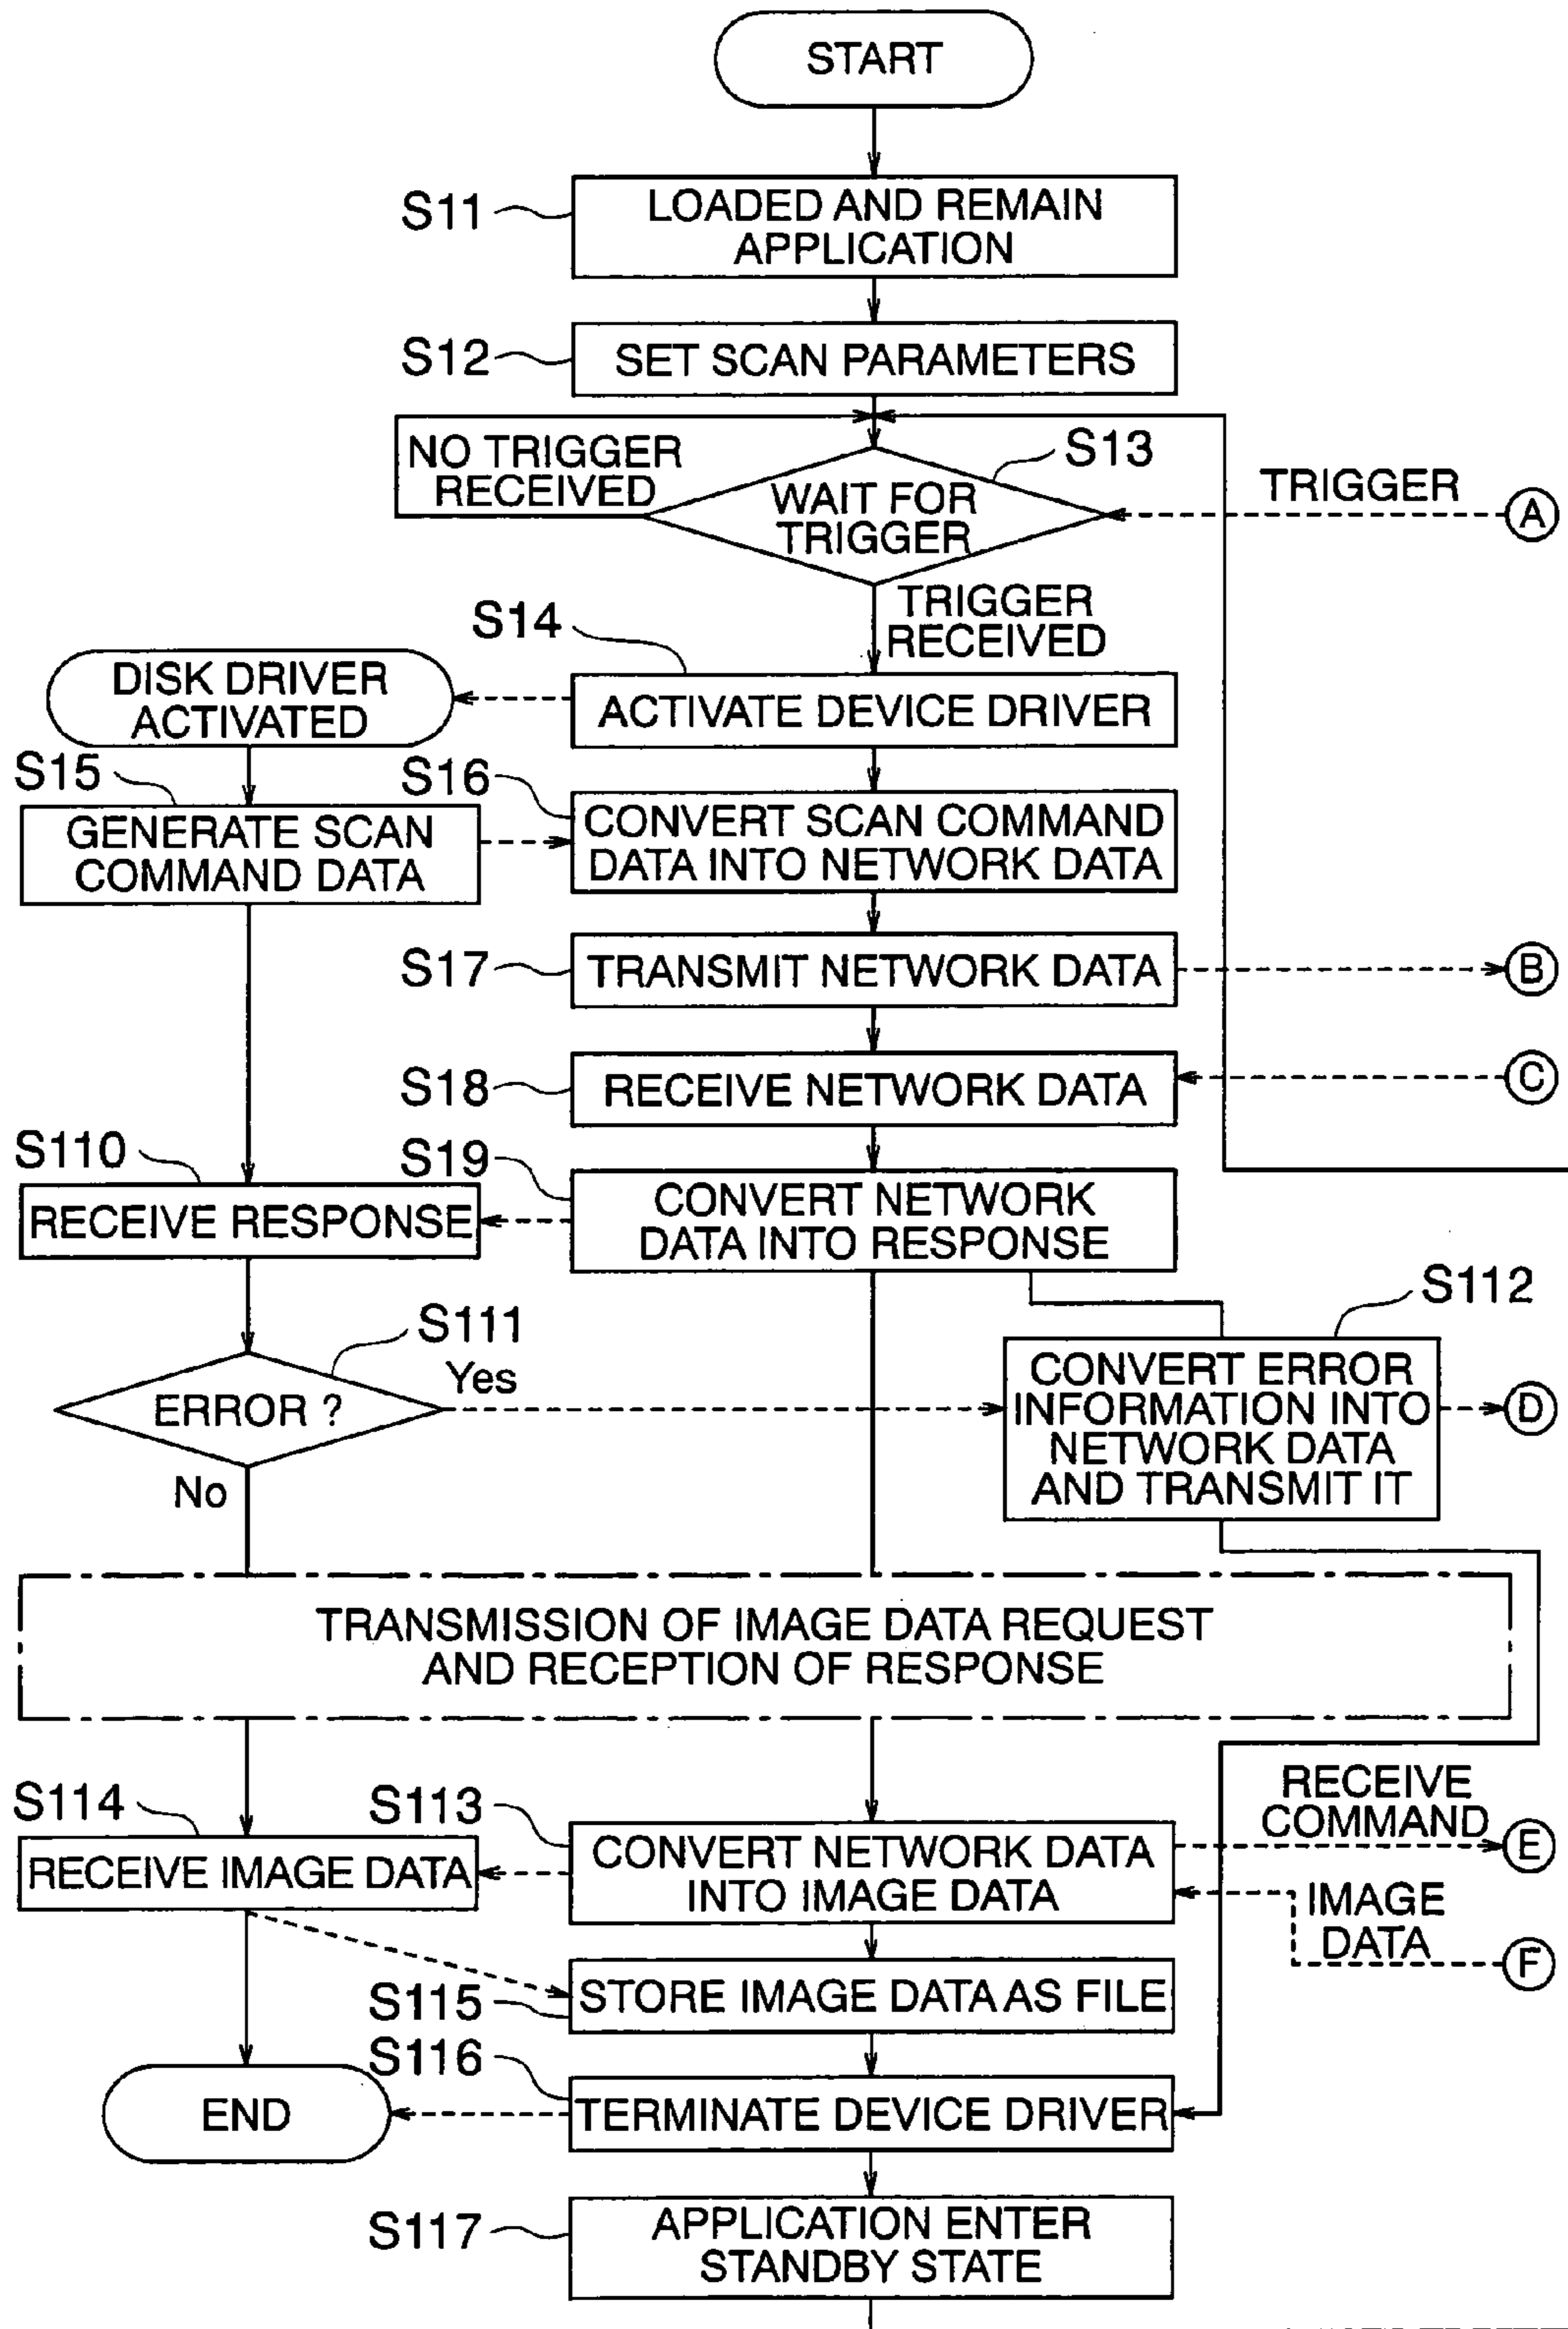 START
S11
LOADED AND REMAIN
APPLICATION
S12
SET SCAN PARAMETERS
NO TRIGGER
RECEIVED
S13
WAIT FOR
TRIGGER
TRIGGER
A
TRIGGER
RECEIVED
S14
DISK DRIVER
ACTIVATED
ACTIVATE DEVICE DRIVER
S15
GENERATE SCAN
COMMAND DATA
S16
CONVERT SCAN COMMAND
DATA INTO NETWORK DATA
S17
TRANSMIT NETWORK DATA
B
S18
RECEIVE NETWORK DATA
C
S110
RECEIVE RESPONSE
S19
CONVERT NETWORK
DATA INTO RESPONSE
S111
ERROR ?
Yes
No
S112
CONVERT ERROR
INFORMATION INTO
NETWORK DATA
AND TRANSMIT IT
D
TRANSMISSION OF IMAGE DATA REQUEST
AND RECEPTION OF RESPONSE
S114
RECEIVE IMAGE DATA
S113
CONVERT NETWORK DATA
INTO IMAGE DATA
RECEIVE
COMMAND
E
IMAGE
DATA
F
S115
STORE IMAGE DATA AS FILE
S116
END
TERMINATE DEVICE DRIVER
S117
APPLICATION ENTER
STANDBY STATE